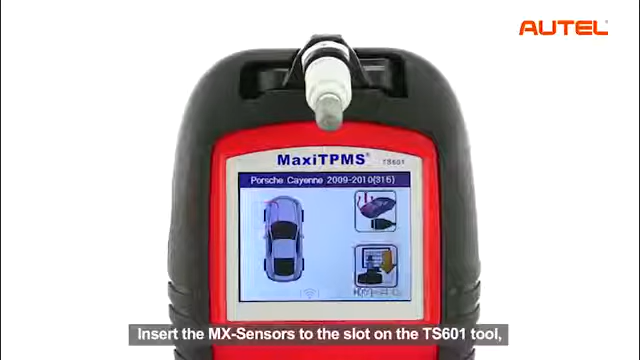 AUTEL
MaxiTPMS®
TS601
Porsche Cayenne 2009-2010(315)
Insert the MX-Sensors to the slot on the TS601 tool,